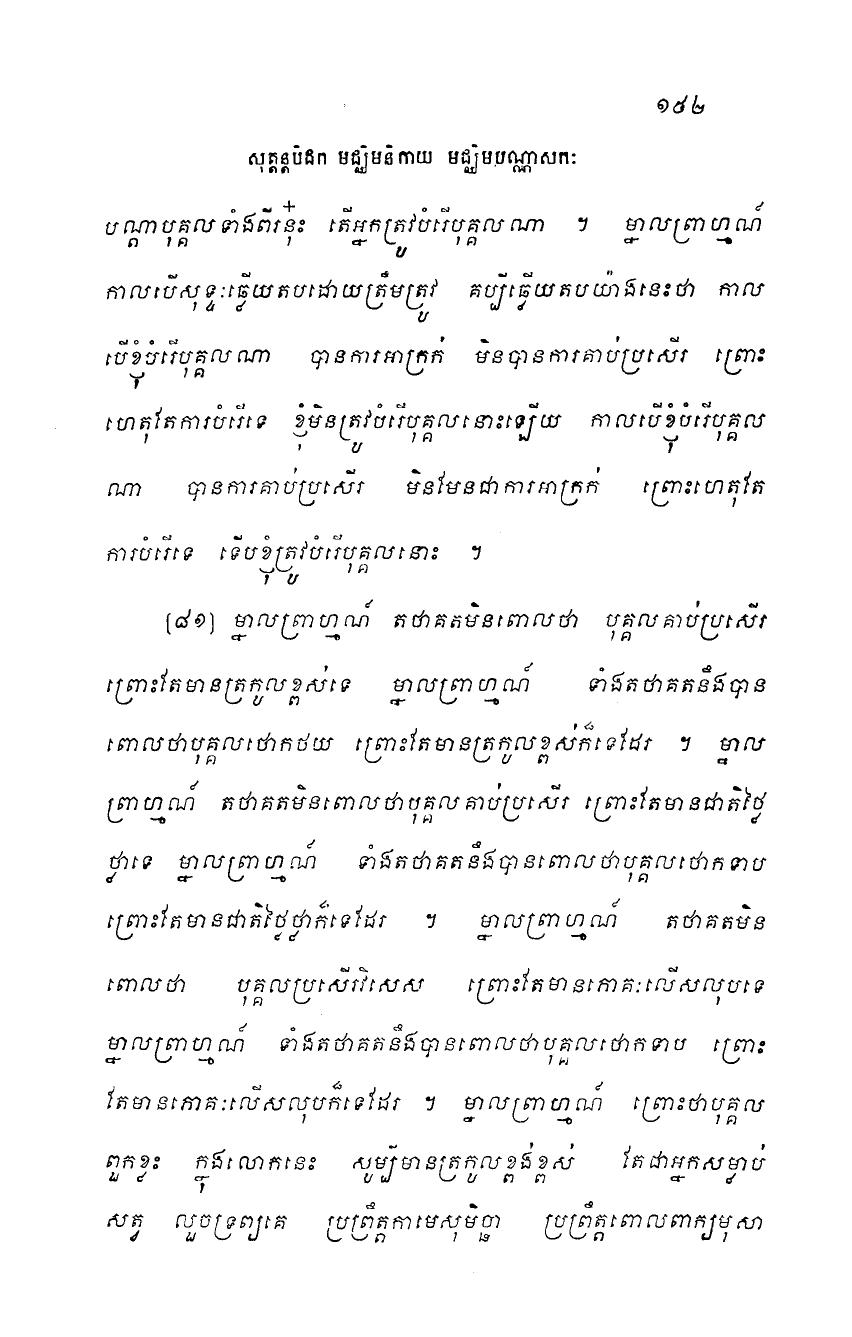 ១៥២
សុត្តន្តបិដក មជ្ឈិមនិកាយ មជ្ឈិមបណ្ណាសកៈ
បណ្តាបុគ្គលទាំងពីរនុ៎ះ តើអ្នកត្រូវបំរើបុគ្គលណា ។ ម្នាលព្រាហ្មណ៍
កាលបើសុទ្ទៈឆ្លើយតបដោយត្រឹមត្រូវ គប្បីឆ្លើយតបយ៉ាងនេះថា កាល
បើខ្ញុំបំរើបុគ្គលណា បានការអាក្រក់ មិនបានការគាប់ប្រសើរ ព្រោះ
ហេតុតែការបំរើទេ ខ្ញុំមិនត្រូវបំរើបុគ្គលនោះឡើយ កាលបើខ្ញុំបំរើបុគ្គល
ណា បានការគាប់ប្រសើរ មិនមែនជាការអាក្រក់ ព្រោះហេតុតែ
ការបំរើទេ ទើបខ្ញុំត្រូវបំរើបុគ្គលនោះ ។
[៨១] ម្នាលព្រាហ្មណ៍ តថាគតមិនពោលថា បុគ្គលគាប់ប្រសើរ
ព្រោះតែមានត្រកូលខ្ពស់ទេ ម្នាលព្រាហ្មណ៍ ទាំងតថាគតនឹងបាន
ពោលថាបុគ្គលថោកថយ ព្រោះតែមានត្រកូលខ្ពស់ក៏ទេដែរ ។ ម្នាល
ព្រាហ្មណ៍ តថាគតមិនពោលថាបុគ្គលគាប់ប្រសើរ ព្រោះតែមានជាតិថ្លៃ
ថ្លាទេ ម្នាលព្រាហ្មណ៍ ទាំងតថាគតនឹងបានពោលថាបុគ្គលថោកទាប
ព្រោះតែមានជាតិថ្លៃថ្លាក៏ទេដែរ ។ ម្នាលព្រាហ្មណ៍ តថាគតមិន
ពោលថា បុគ្គលប្រសើរវិសេស ព្រោះតែមានភោគៈលើសលុបទេ
ម្នាលព្រាហ្មណ៍ ទាំងតថាគតនឹងបានពោលថាបុគ្គលថោកទាប ព្រោះ
តែមានភោគៈលើសលុបក៏ទេដែរ ។ ម្នាលព្រាហ្មណ៍ ព្រោះថាបុគ្គល
ពួកខ្លះ ក្នុងលោកនេះ សូម្បីមានត្រកូលខ្ពង់ខ្ពស់ តែជាអ្នកសម្លាប់
សត្វ លួចទ្រព្យគេ ប្រព្រឹត្តកាមេសុមិច្ឆា ប្រព្រឹត្តពោលពាក្យមុសា